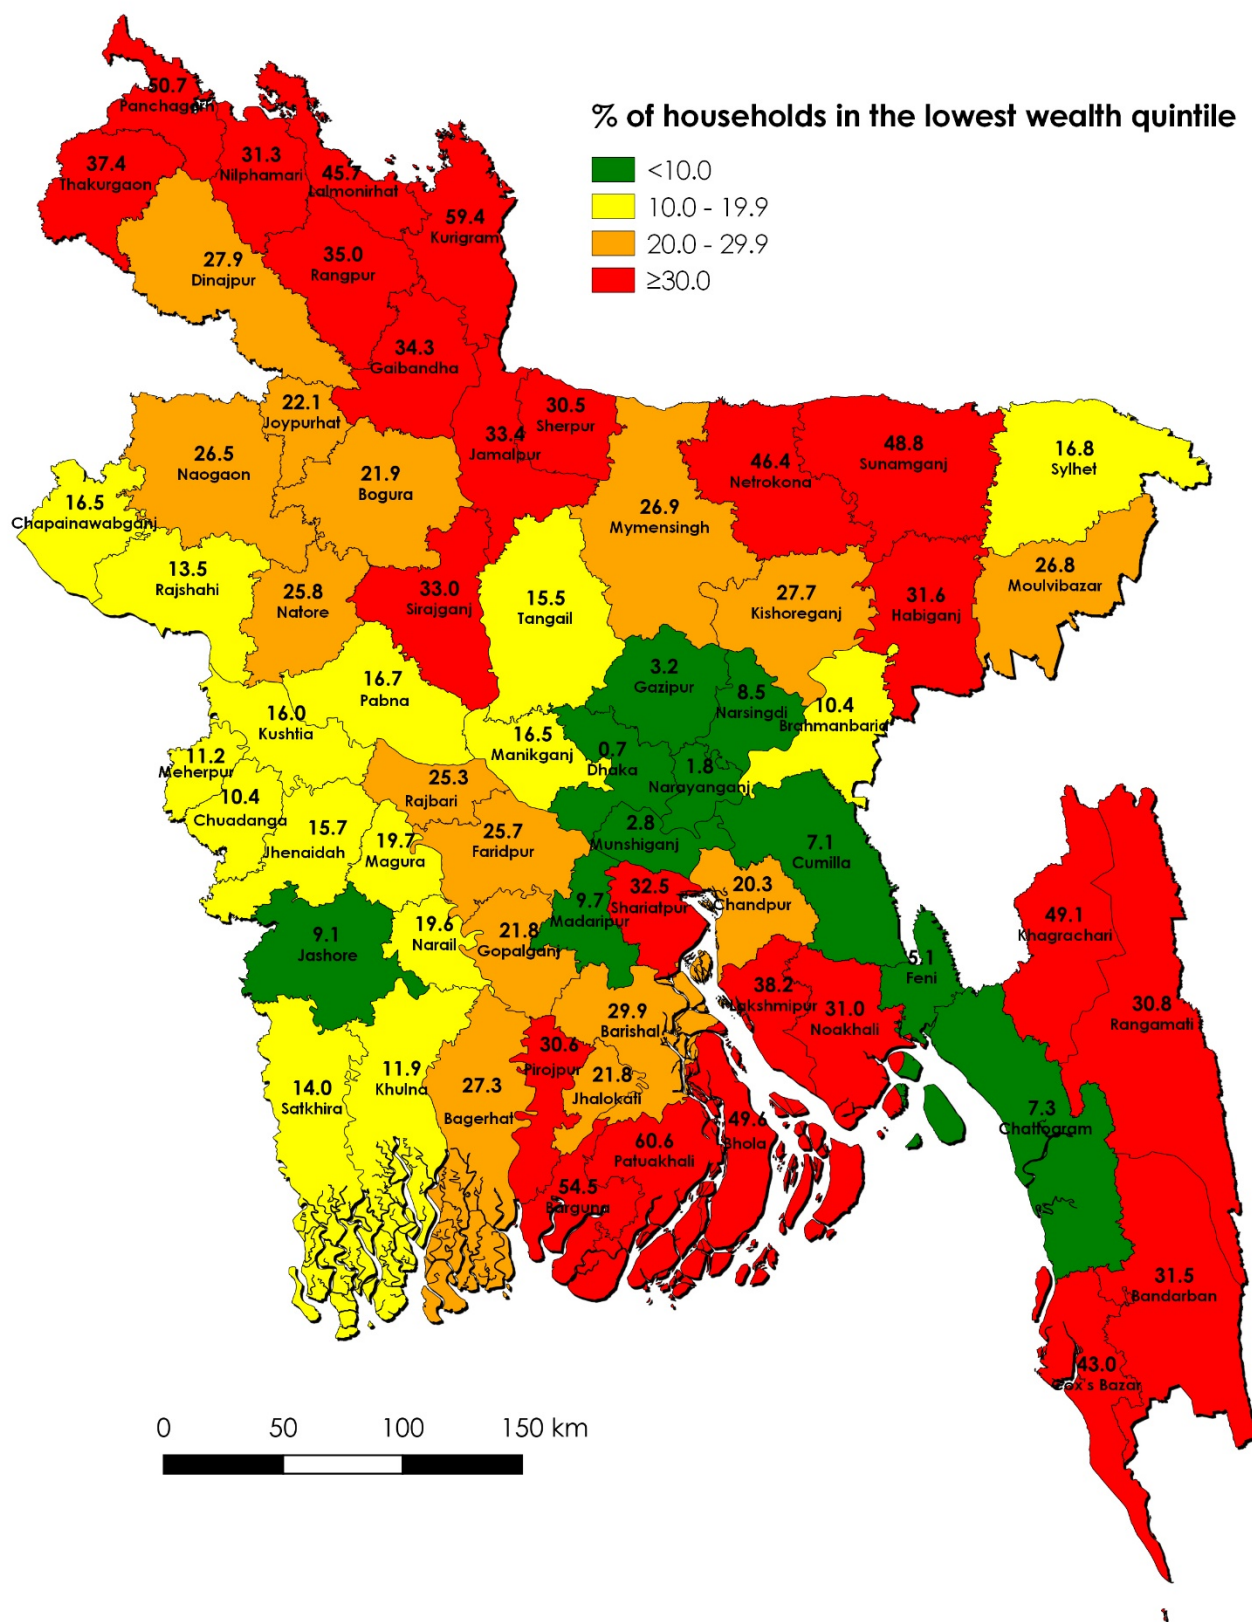 % of households in the lowest wealth quintile
<10.0
10.0 - 19.9
20.0 - 29.9
≥30.0
50.7
Panchagarh
37.4
Thakurgaon
31.3
Nilphamari
45.7
Lalmonirhat
59.4
Kurigram
27.9
Dinajpur
35.0
Rangpur
34.3
Gaibandha
22.1
Joypurhat
26.5
Naogaon
21.9
Bogura
33.4
Jamalpur
30.5
Sherpur
26.9
Mymensingh
46.4
Netrokona
48.8
Sunamganj
16.8
Sylhet
16.5
Chapainawabganj
13.5
Rajshahi
25.8
Natore
33.0
Sirajganj
15.5
Tangail
27.7
Kishoreganj
31.6
Habiganj
26.8
Moulvibazar
16.7
Pabna
3.2
Gazipur
8.5
Narsingdi
10.4
Brahmanbaria
16.0
Kushtia
16.5
Manikganj
0.7
Dhaka
1.8
Narayanganj
11.2
Meherpur
10.4
Chuadanga
15.7
Jhenaidah
19.7
Magura
25.3
Rajbari
25.7
Faridpur
2.8
Munshiganj
7.1
Cumilla
9.7
Madaripur
32.5
Shariatpur
20.3
Chandpur
9.1
Jashore
19.6
Narail
21.8
Gopalganj
5.1
Feni
49.1
Khagrachari
30.8
Rangamati
38.2
Lakshmipur
31.0
Noakhali
29.9
Barishal
30.6
Pirojpur
21.8
Jhalokati
14.0
Satkhira
11.9
Khulna
27.3
Bagerhat
49.6
Bhola
60.6
Patuakhali
54.5
Barguna
7.3
Chattogram
31.5
Bandarban
43.0
Cox's Bazar
0 50 100 150 km